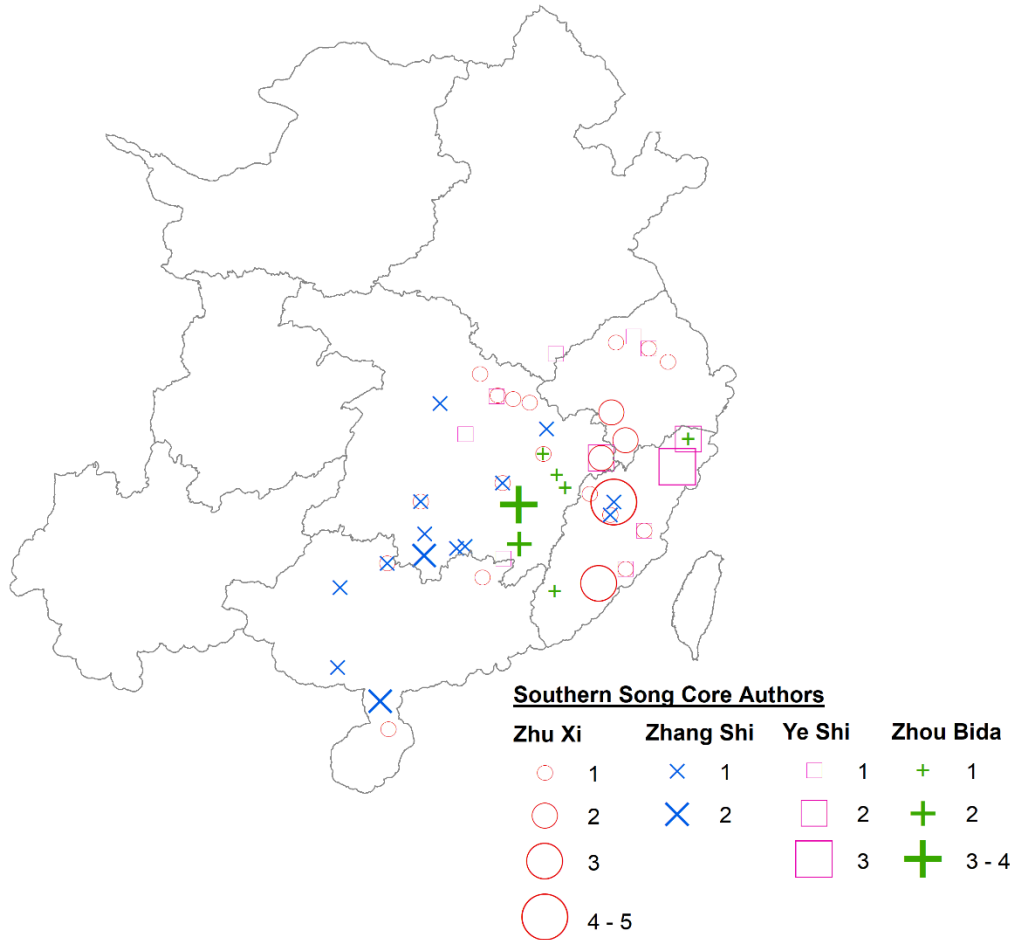 Southern Song Core Authors
Zhu Xi Zhang Shi Ye Shi Zhou Bida
1 1 1 1
2 2 2 2
3 3 3 - 4
4 - 5